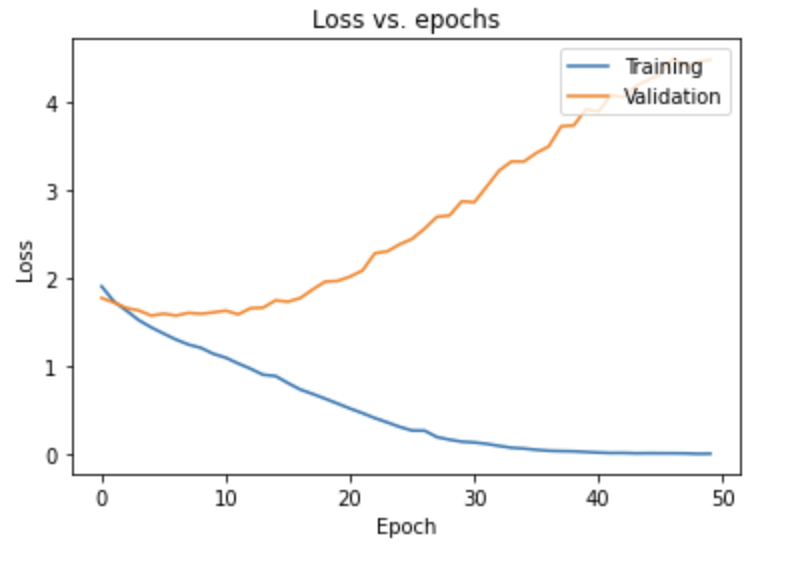 Loss vs. epochs
Training
Validation
4
3
2
1
0
Loss
0 10 20 30 40 50
Epoch